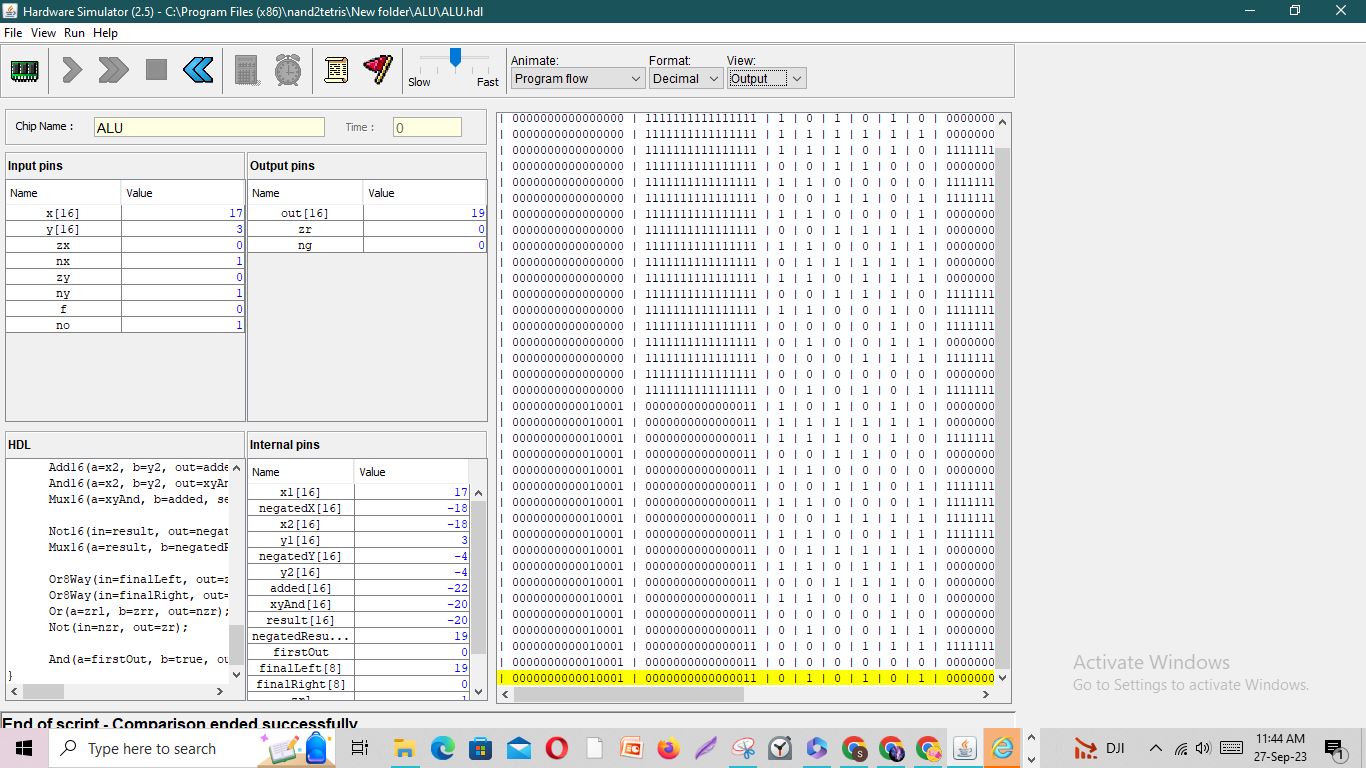 Hardware Simulator (2.5) - C:\Program Files (x86)\nand2tetris\New folder\ALU\ALU.hdl
File View Run Help
Slow Fast
Animate: Format: View:
Program flow Decimal Output
Chip Name : ALU Time : 0
Input pins
Name Value
x[16] 17
y[16] 3
zx 0
nx 1
zy 0
ny 1
f 0
no 1
Output pins
Name Value
out[16] 19
zr 0
ng 0
HDL
Add16(a=x2, b=y2, out=adde
And16(a=x2, b=y2, out=xyAn
Mux16(a=xyAnd, b=added, se
Not16(in=result, out=negat
Mux16(a=result, b=negatedR
Or8Way(in=finalLeft, out=z
Or8Way(in=finalRight, out=
Or(a=zrl, b=zrr, out=nzr);
Not(in=nzr, out=zr);
And(a=firstOut, b=true, ou
}
Internal pins
Name Value
x1[16] 17
negatedX[16] -18
x2[16] -18
y1[16] 3
negatedY[16] -4
y2[16] -4
added[16] -22
xyAnd[16] -20
result[16] -20
negatedResu... 19
firstOut 0
finalLeft[8] 19
finalRight[8] 0
zrl 1
| 0000000000000000 | 1111111111111111 | 1 | 0 | 1 | 0 | 1 | 0 | 0000000
| 0000000000000000 | 1111111111111111 | 1 | 1 | 1 | 1 | 1 | 1 | 0000000
| 0000000000000000 | 1111111111111111 | 1 | 1 | 1 | 0 | 1 | 0 | 1111111
| 0000000000000000 | 1111111111111111 | 0 | 0 | 1 | 1 | 0 | 0 | 0000000
| 0000000000000000 | 1111111111111111 | 1 | 1 | 0 | 0 | 0 | 0 | 1111111
| 0000000000000000 | 1111111111111111 | 0 | 0 | 1 | 1 | 0 | 1 | 1111111
| 0000000000000000 | 1111111111111111 | 1 | 1 | 0 | 0 | 0 | 1 | 0000000
| 0000000000000000 | 1111111111111111 | 0 | 0 | 1 | 1 | 1 | 1 | 0000000
| 0000000000000000 | 1111111111111111 | 1 | 1 | 0 | 0 | 1 | 1 | 0000000
| 0000000000000000 | 1111111111111111 | 0 | 1 | 1 | 1 | 1 | 1 | 0000000
| 0000000000000000 | 1111111111111111 | 1 | 1 | 0 | 1 | 1 | 1 | 0000000
| 0000000000000000 | 1111111111111111 | 0 | 0 | 1 | 1 | 1 | 0 | 1111111
| 0000000000000000 | 1111111111111111 | 1 | 1 | 0 | 0 | 1 | 0 | 1111111
| 0000000000000000 | 1111111111111111 | 0 | 0 | 0 | 0 | 1 | 0 | 1111111
| 0000000000000000 | 1111111111111111 | 0 | 1 | 0 | 0 | 1 | 1 | 0000000
| 0000000000000000 | 1111111111111111 | 0 | 0 | 0 | 1 | 1 | 1 | 1111111
| 0000000000000000 | 1111111111111111 | 0 | 0 | 0 | 0 | 0 | 0 | 0000000
| 0000000000000000 | 1111111111111111 | 0 | 1 | 0 | 1 | 0 | 1 | 1111111
| 0000000000010001 | 0000000000000011 | 1 | 0 | 1 | 0 | 1 | 0 | 0000000
| 0000000000010001 | 0000000000000011 | 1 | 1 | 1 | 1 | 1 | 1 | 0000000
| 0000000000010001 | 0000000000000011 | 1 | 1 | 1 | 0 | 1 | 0 | 1111111
| 0000000000010001 | 0000000000000011 | 0 | 0 | 1 | 1 | 0 | 0 | 0000000
| 0000000000010001 | 0000000000000011 | 1 | 1 | 0 | 0 | 0 | 0 | 0000000
| 0000000000010001 | 0000000000000011 | 0 | 0 | 1 | 1 | 0 | 1 | 1111111
| 0000000000010001 | 0000000000000011 | 1 | 1 | 0 | 0 | 0 | 1 | 1111111
| 0000000000010001 | 0000000000000011 | 0 | 0 | 1 | 1 | 1 | 1 | 1111111
| 0000000000010001 | 0000000000000011 | 1 | 1 | 0 | 0 | 1 | 1 | 1111111
| 0000000000010001 | 0000000000000011 | 0 | 1 | 1 | 1 | 1 | 1 | 0000000
| 0000000000010001 | 0000000000000011 | 1 | 1 | 0 | 1 | 1 | 1 | 0000000
| 0000000000010001 | 0000000000000011 | 0 | 0 | 1 | 1 | 1 | 0 | 0000000
| 0000000000010001 | 0000000000000011 | 1 | 1 | 0 | 0 | 1 | 0 | 0000000
| 0000000000010001 | 0000000000000011 | 0 | 0 | 0 | 0 | 1 | 0 | 0000000
| 0000000000010001 | 0000000000000011 | 0 | 1 | 0 | 0 | 1 | 1 | 0000000
| 0000000000010001 | 0000000000000011 | 0 | 0 | 0 | 1 | 1 | 1 | 1111111
| 0000000000010001 | 0000000000000011 | 0 | 0 | 0 | 0 | 0 | 0 | 0000000
| 0000000000010001 | 0000000000000011 | 0 | 1 | 0 | 1 | 0 | 1 | 0000000
Activate Windows
Go to Settings to activate Windows.
End of script - Comparison ended successfully
Type here to search
DJI
11:44 AM
27-Sep-23
1